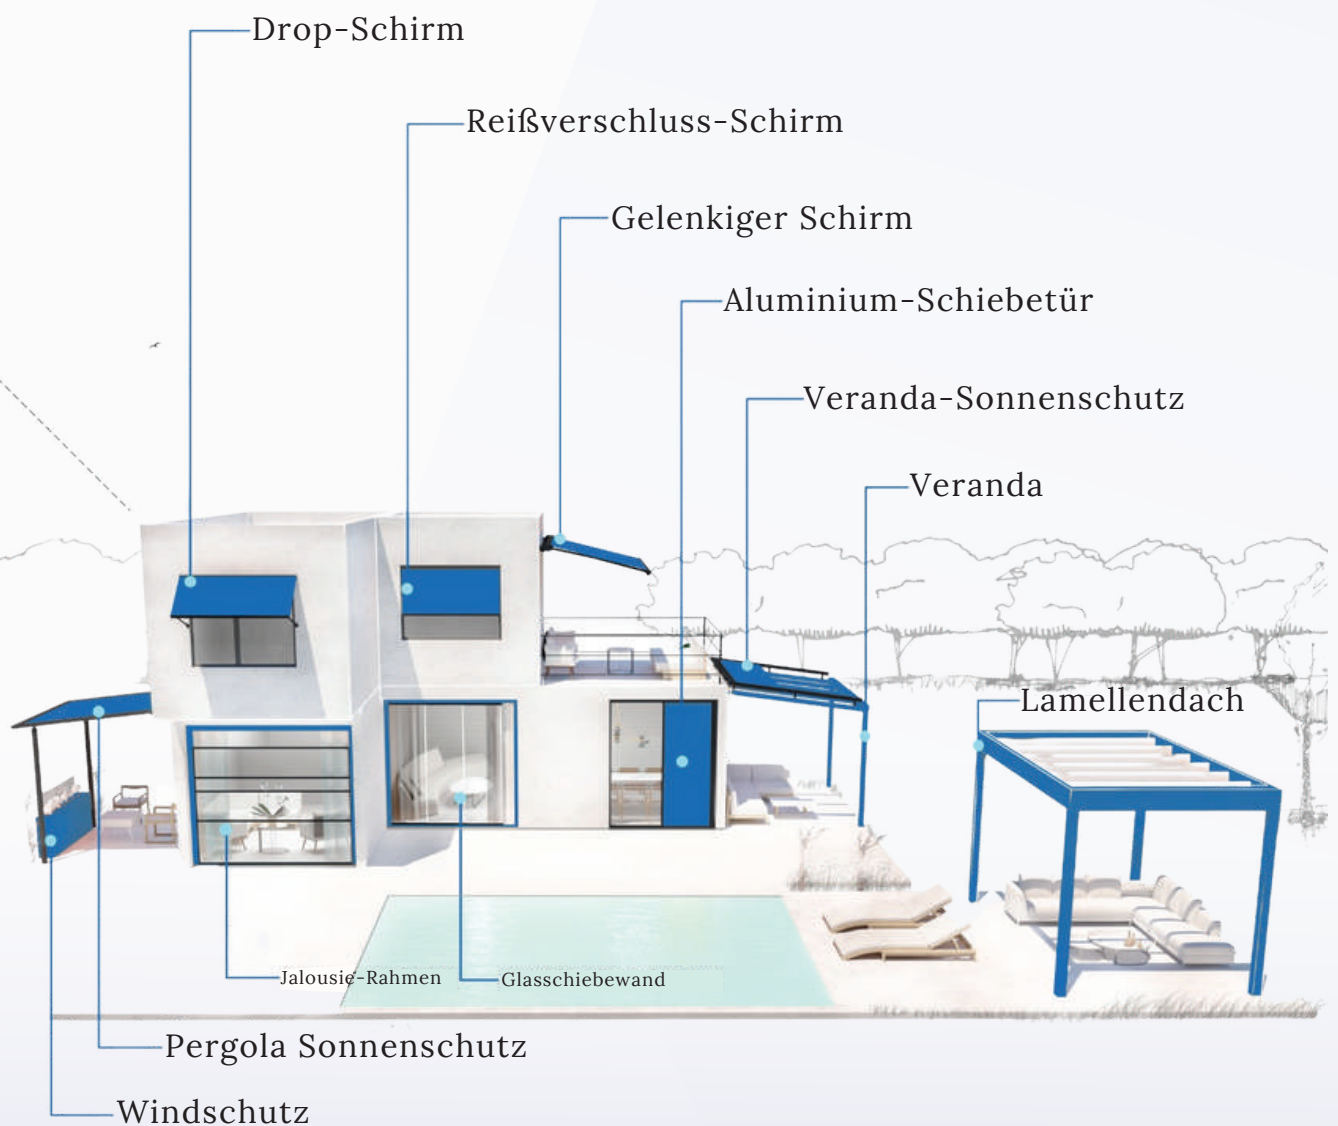 Drop-Schirm
Reißverschluss-Schirm
Gelenkiger Schirm
Aluminium-Schiebetür
Veranda-Sonnenschutz
Veranda
Lamellendach
Jalousie-Rahmen
Glasschiebewand
Pergola Sonnenschutz
Windschutz